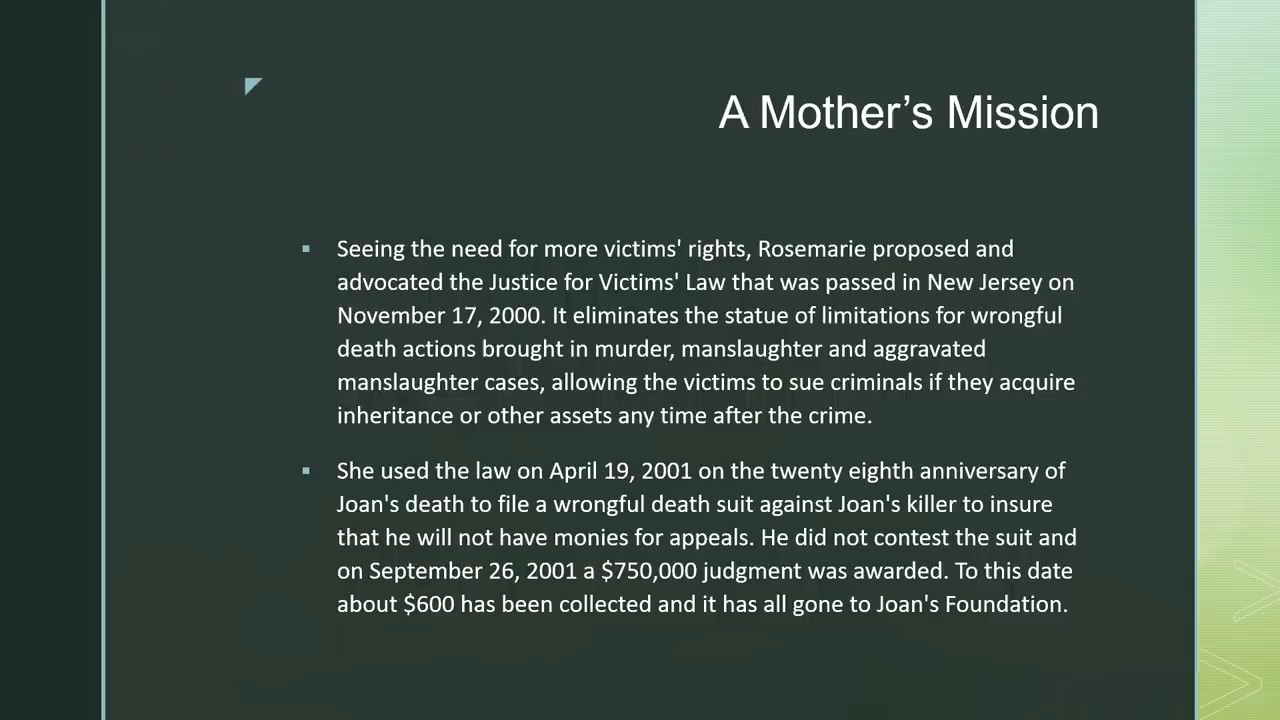 A Mother’s Mission
▪ Seeing the need for more victims' rights, Rosemarie proposed and
advocated the Justice for Victims' Law that was passed in New Jersey on
November 17, 2000. It eliminates the statue of limitations for wrongful
death actions brought in murder, manslaughter and aggravated
manslaughter cases, allowing the victims to sue criminals if they acquire
inheritance or other assets any time after the crime.
▪ She used the law on April 19, 2001 on the twenty eighth anniversary of
Joan's death to file a wrongful death suit against Joan's killer to insure
that he will not have monies for appeals. He did not contest the suit and
on September 26, 2001 a $750,000 judgment was awarded. To this date
about $600 has been collected and it has all gone to Joan's Foundation.